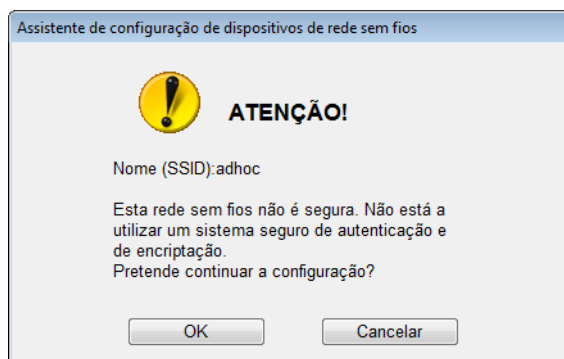 Assistente de configuração de dispositivos de rede sem fios
ATENÇÃO!
Nome (SSID):adhoc
Esta rede sem fios não é segura. Não está a
utilizar um sistema seguro de autenticação e
de encriptação.
Pretende continuar a configuração?
OK
Cancelar